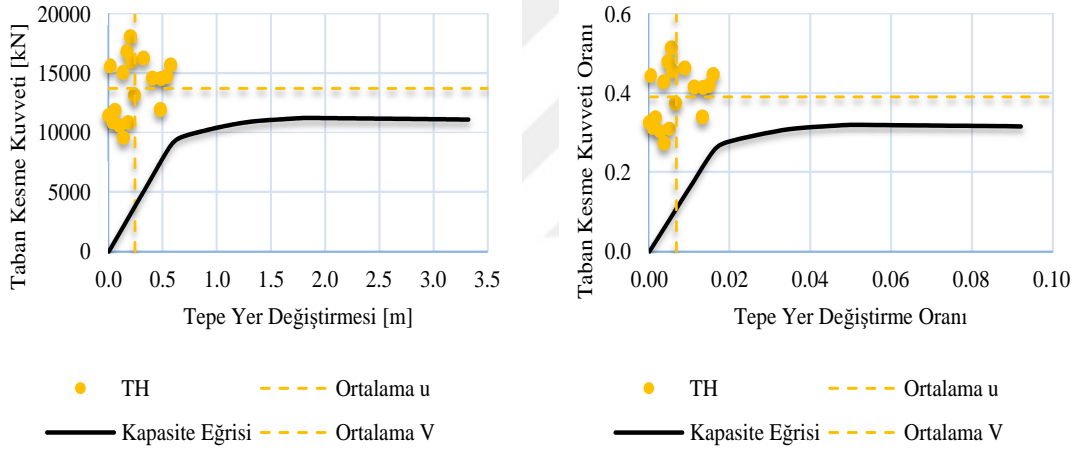 Taban Kesme Kuvveti [kN]
20000
15000
10000
5000
0
0.0 0.5 1.0 1.5 2.0 2.5 3.0 3.5
Tepe Yer Değiştirmesi [m]
TH
Ortalama u
Kapasite Eğrisi
Ortalama V
Taban Kesme Kuvveti Oranı
0.6
0.4
0.2
0.0
0.00 0.02 0.04 0.06 0.08 0.10
Tepe Yer Değiştirme Oranı
TH
Ortalama u
Kapasite Eğrisi
Ortalama V